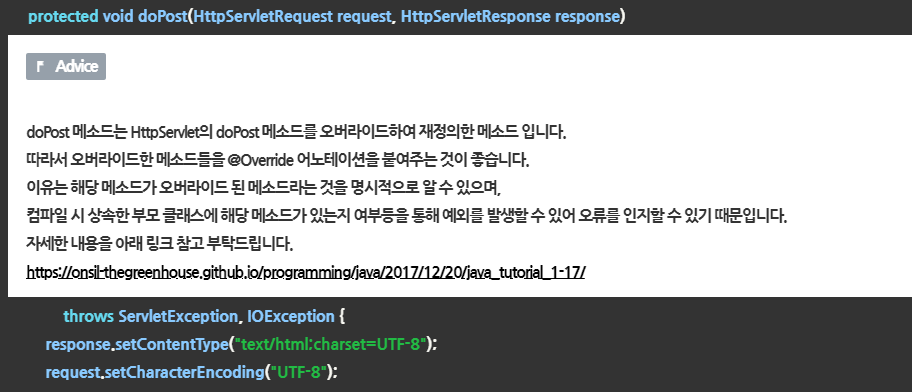 protected void doPost(HttpServletRequest request, HttpServletResponse response)
Advice
doPost 메소드는 HttpServlet의 doPost 메소드를 오버라이드하여 재정의한 메소드 입니다.
따라서 오버라이드한 메소드들을 @Override 어노테이션을 붙여주는 것이 좋습니다.
이유는 해당 메소드가 오버라이드 된 메소드라는 것을 명시적으로 알 수 있으며,
컴파일 시 상속한 부모 클래스에 해당 메소드가 있는지 여부등을 통해 예외를 발생할 수 있어 오류를 인지할 수 있기 때문입니다.
자세한 내용을 아래 링크 참고 부탁드립니다.
https://onsil-thegreenhouse.github.io/programming/java/2017/12/20/java_tutorial_1-17/
throws ServletException, IOException {
response.setContentType("text/html;charset=UTF-8");
request.setCharacterEncoding("UTF-8");